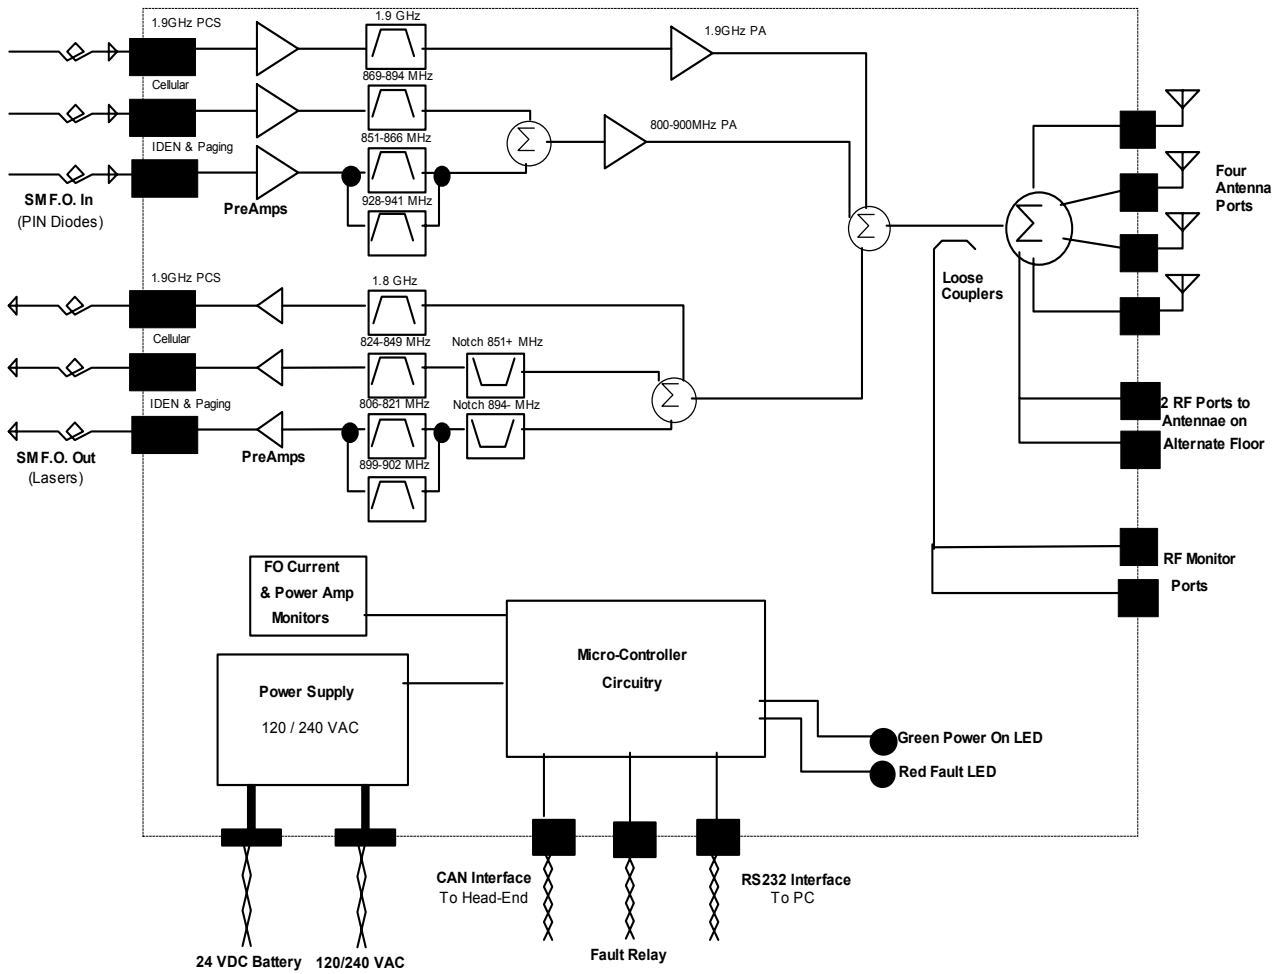 1.9GHz PCS
1.9 GHz
1.9GHz PA
Cellular
869-894 MHz
IDEN & Paging
851-866 MHz
800-900MHz PA
Σ
SM F.O. In
(PIN Diodes)
PreAmps
928-941 MHz
Σ
Σ
Four
Antenna
Ports
1.9GHz PCS
1.8 GHz
Loose
Couplers
Cellular
824-849 MHz
Notch 851+ MHz
Σ
IDEN & Paging
806-821 MHz
Notch 894- MHz
2 RF Ports to
Antennae on
Alternate Floor
SM F.O. Out
(Lasers)
PreAmps
899-902 MHz
RF Monitor
Ports
FO Current
& Power Amp
Monitors
Micro-Controller
Circuitry
Power Supply
120 / 240 VAC
Green Power On LED
Red Fault LED
CAN Interface
To Head-End
RS232 Interface
To PC
Fault Relay
24 VDC Battery
120/240 VAC